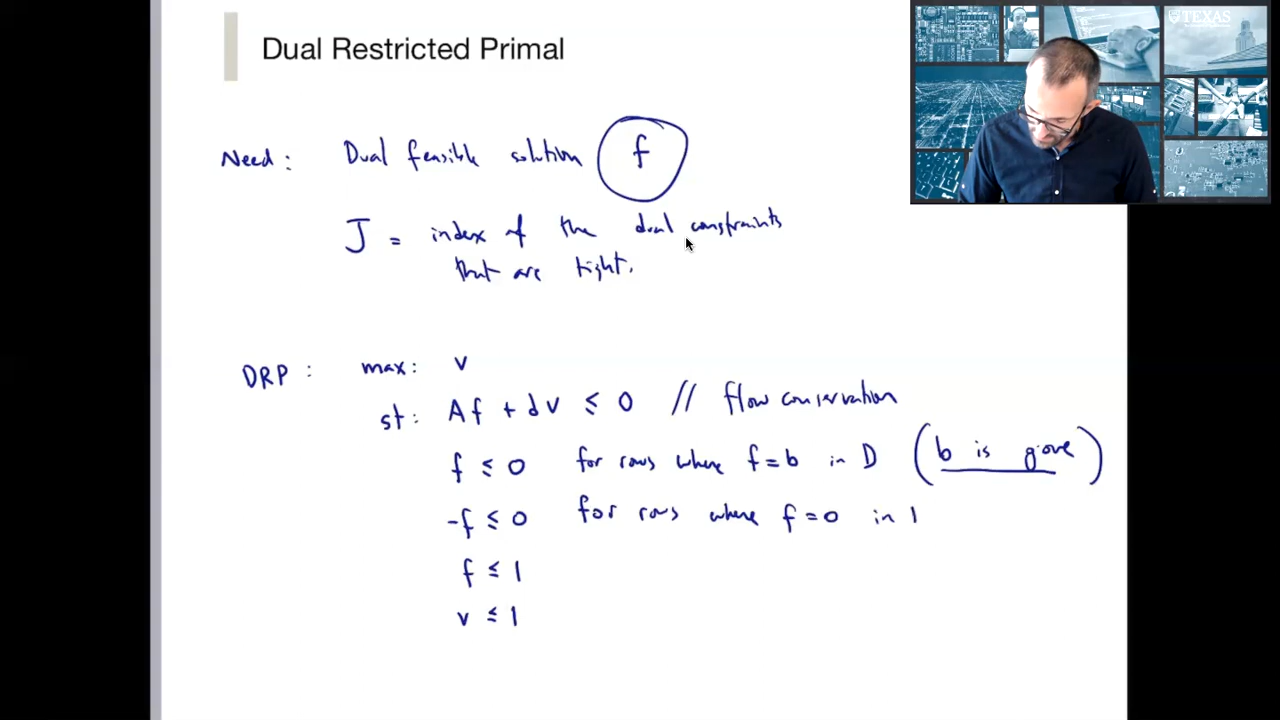 TEXAS
Dual Restricted Primal
Need: Dual feasible solution f
J = index of the dual constraints
that are tight.
DRP: max: v
st: Af + dv ≤ 0 // flow conservation
f ≤ 0 for rows where f=b in D (b is gone)
-f ≤ 0 for rows where f=0 in 1
f ≤ 1
v ≤ 1